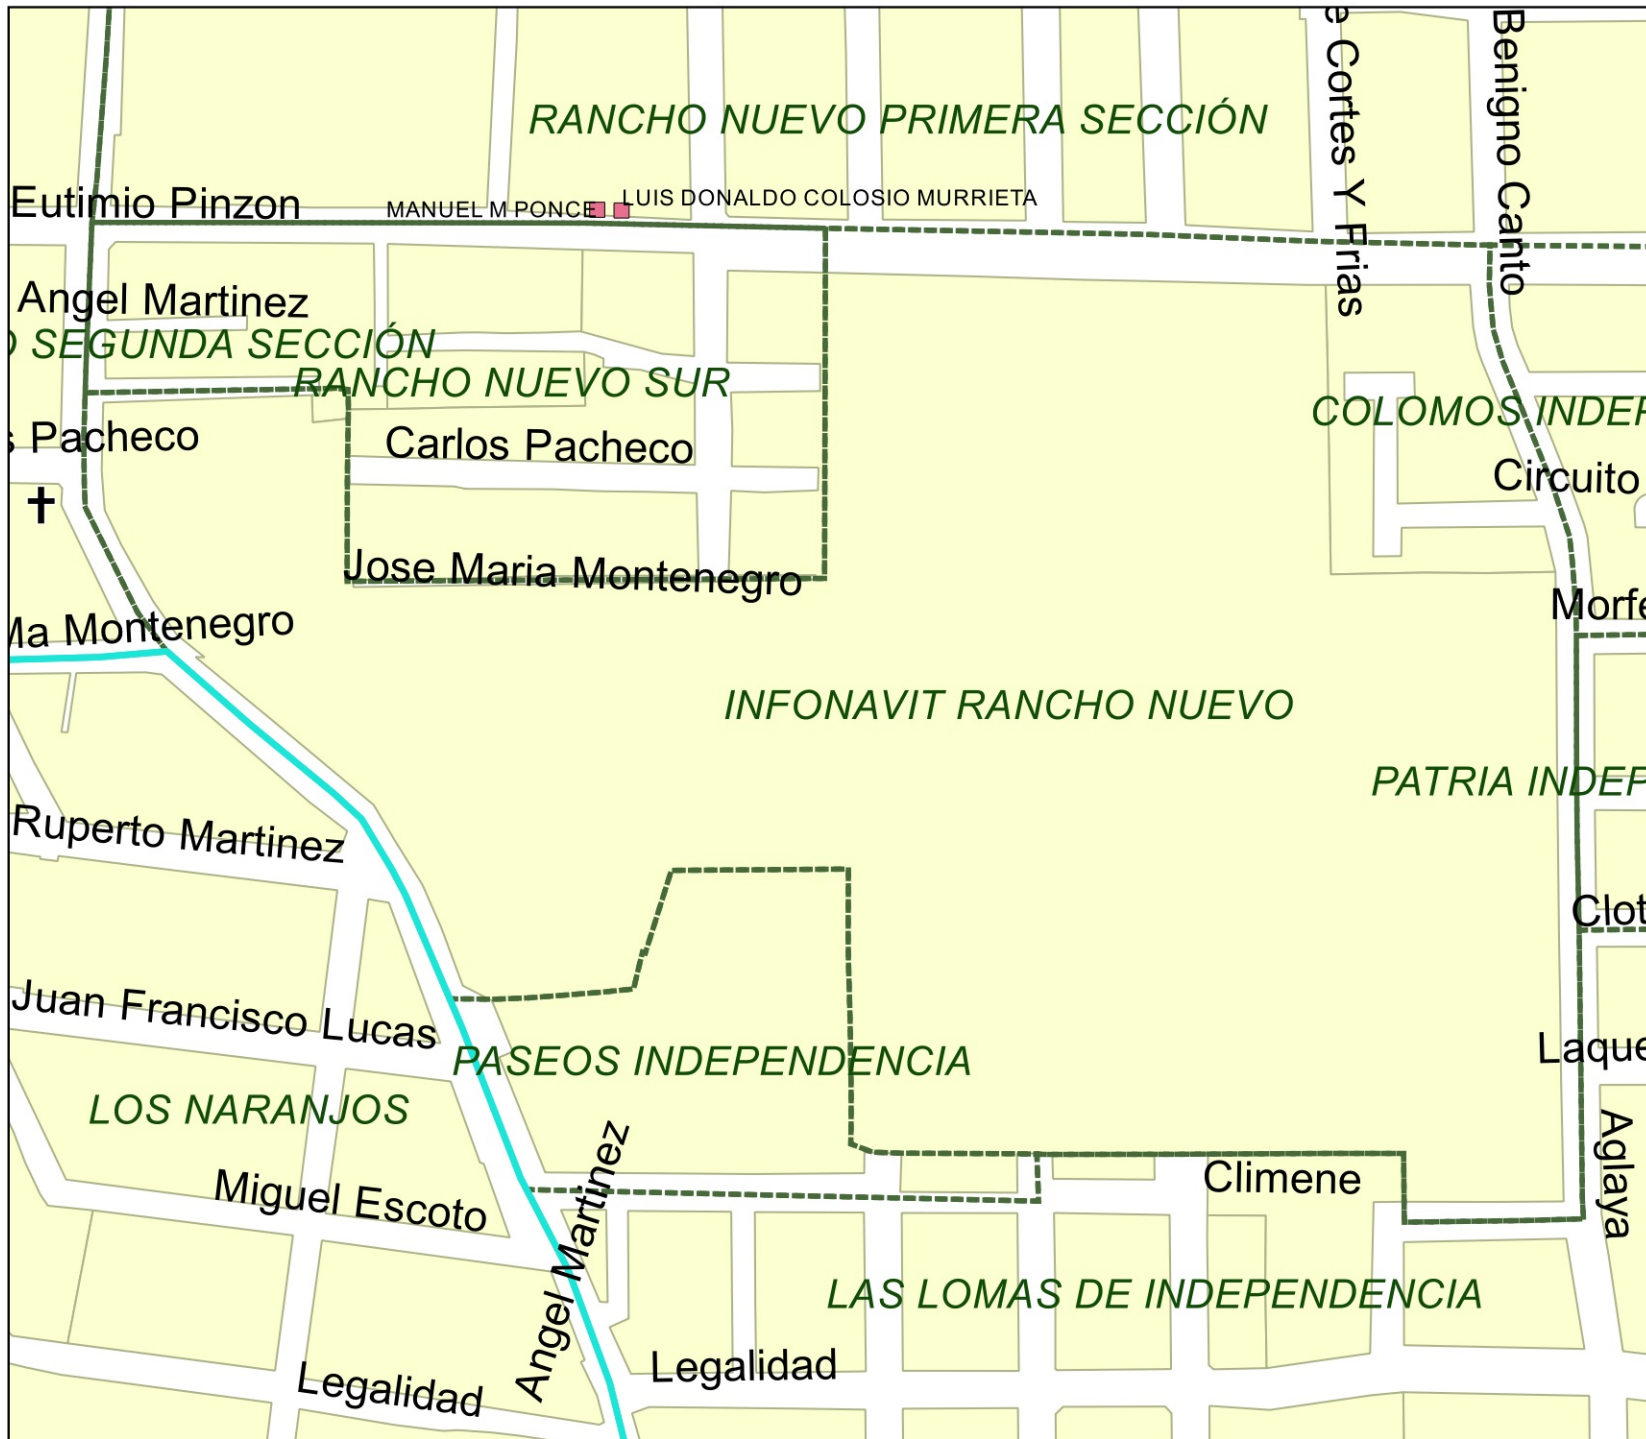 e Cortes Y Frias
Benigno Canto
RANCHO NUEVO PRIMERA SECCIÓN
Eutimio Pinzon
MANUEL M PONCE
LUIS DONALDO COLOSIO MURRIETA
Angel Martinez
O SEGUNDA SECCIÓN
RANCHO NUEVO SUR
COLOMOS INDEP
s Pacheco
Carlos Pacheco
Circuito
Jose Maria Montenegro
Morfe
Ma Montenegro
INFONAVIT RANCHO NUEVO
PATRIA INDEP
Ruperto Martinez
Clot
Juan Francisco Lucas
Laque
PASEOS INDEPENDENCIA
LOS NARANJOS
Aglaya
Angel Martinez
Climene
Miguel Escoto
LAS LOMAS DE INDEPENDENCIA
Legalidad
Legalidad